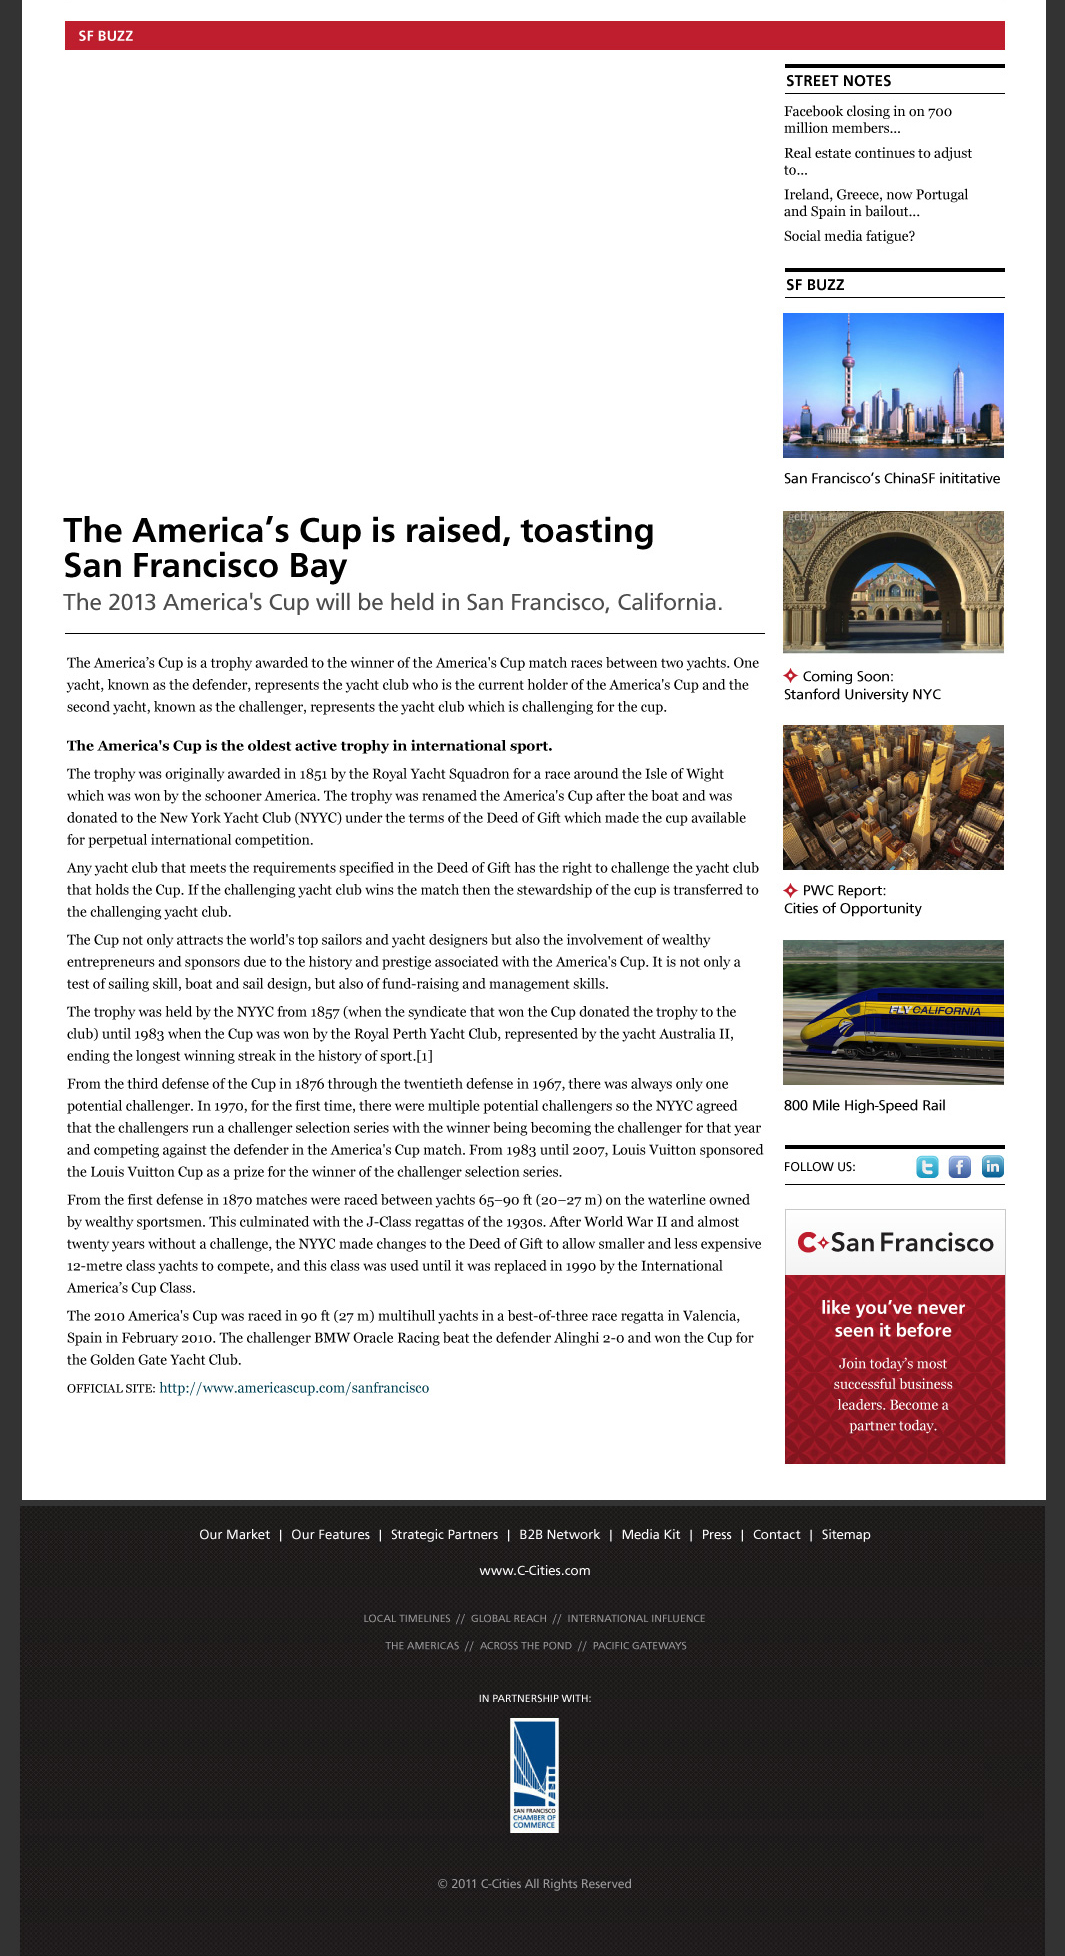 SF BUZZ
The America’s Cup is raised, toasting
San Francisco Bay
The 2013 America's Cup will be held in San Francisco, California.
The America’s Cup is a trophy awarded to the winner of the America's Cup match races between two yachts. One
yacht, known as the defender, represents the yacht club who is the current holder of the America's Cup and the
second yacht, known as the challenger, represents the yacht club which is challenging for the cup.
The America's Cup is the oldest active trophy in international sport.
The trophy was originally awarded in 1851 by the Royal Yacht Squadron for a race around the Isle of Wight
which was won by the schooner America. The trophy was renamed the America's Cup after the boat and was
donated to the New York Yacht Club (NYYC) under the terms of the Deed of Gift which made the cup available
for perpetual international competition.
Any yacht club that meets the requirements specified in the Deed of Gift has the right to challenge the yacht club
that holds the Cup. If the challenging yacht club wins the match then the stewardship of the cup is transferred to
the challenging yacht club.
The Cup not only attracts the world's top sailors and yacht designers but also the involvement of wealthy
entrepreneurs and sponsors due to the history and prestige associated with the America's Cup. It is not only a
test of sailing skill, boat and sail design, but also of fund-raising and management skills.
The trophy was held by the NYYC from 1857 (when the syndicate that won the Cup donated the trophy to the
club) until 1983 when the Cup was won by the Royal Perth Yacht Club, represented by the yacht Australia II,
ending the longest winning streak in the history of sport.[1]
From the third defense of the Cup in 1876 through the twentieth defense in 1967, there was always only one
potential challenger. In 1970, for the first time, there were multiple potential challengers so the NYYC agreed
that the challengers run a challenger selection series with the winner being becoming the challenger for that year
and competing against the defender in the America's Cup match. From 1983 until 2007, Louis Vuitton sponsored
the Louis Vuitton Cup as a prize for the winner of the challenger selection series.
From the first defense in 1870 matches were raced between yachts 65–90 ft (20–27 m) on the waterline owned
by wealthy sportsmen. This culminated with the J-Class regattas of the 1930s. After World War II and almost
twenty years without a challenge, the NYYC made changes to the Deed of Gift to allow smaller and less expensive
12-metre class yachts to compete, and this class was used until it was replaced in 1990 by the International
America’s Cup Class.
The 2010 America's Cup was raced in 90 ft (27 m) multihull yachts in a best-of-three race regatta in Valencia,
Spain in February 2010. The challenger BMW Oracle Racing beat the defender Alinghi 2-0 and won the Cup for
the Golden Gate Yacht Club.
OFFICIAL SITE: http://www.americascup.com/sanfrancisco
STREET NOTES
Facebook closing in on 700
million members...
Real estate continues to adjust
to...
Ireland, Greece, now Portugal
and Spain in bailout...
Social media fatigue?
SF BUZZ
San Francisco’s ChinaSF inititative
getty
Coming Soon:
Stanford University NYC
PWC Report:
Cities of Opportunity
FLY CALIFORNIA
800 Mile High-Speed Rail
FOLLOW US:
C San Francisco
like you’ve never
seen it before
Join today’s most
successful business
leaders. Become a
partner today.
Our Market | Our Features | Strategic Partners | B2B Network | Media Kit | Press | Contact | Sitemap
www.C-Cities.com
LOCAL TIMELINES // GLOBAL REACH // INTERNATIONAL INFLUENCE
THE AMERICAS // ACROSS THE POND // PACIFIC GATEWAYS
IN PARTNERSHIP WITH:
SAN FRANCISCO
CHAMBER OF
COMMERCE
© 2011 C-Cities All Rights Reserved